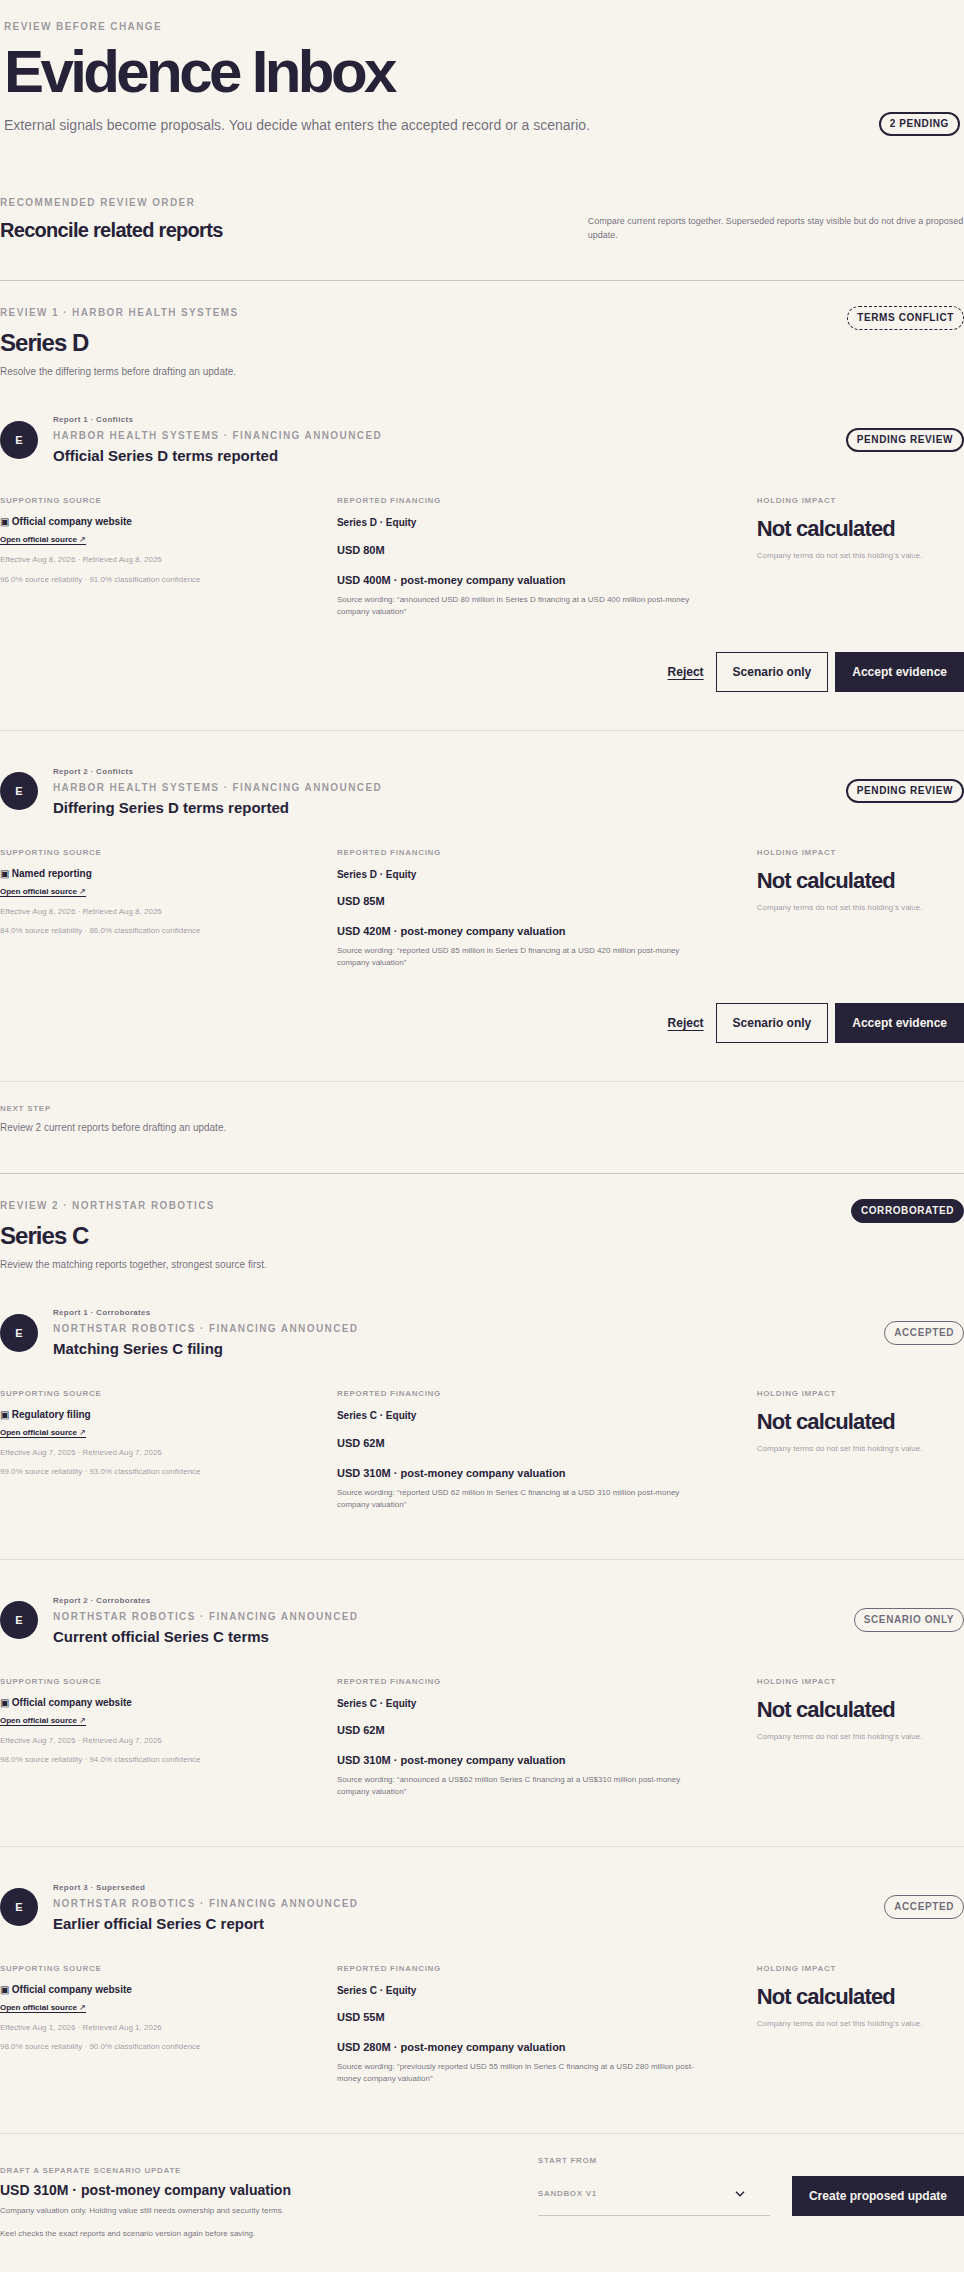 REVIEW BEFORE CHANGE
Evidence Inbox
External signals become proposals. You decide what enters the accepted record or a scenario.
2 PENDING
RECOMMENDED REVIEW ORDER
Reconcile related reports
Compare current reports together. Superseded reports stay visible but do not drive a proposed
update.
REVIEW 1 · HARBOR HEALTH SYSTEMS
TERMS CONFLICT
Series D
Resolve the differing terms before drafting an update.
E
Report 1 · Conflicts
HARBOR HEALTH SYSTEMS · FINANCING ANNOUNCED
Official Series D terms reported
PENDING REVIEW
SUPPORTING SOURCE
▣ Official company website
Open official source ↗
Effective Aug 8, 2026 · Retrieved Aug 8, 2026
96.0% source reliability · 91.0% classification confidence
REPORTED FINANCING
Series D · Equity
USD 80M
USD 400M · post-money company valuation
Source wording: “announced USD 80 million in Series D financing at a USD 400 million post-money
company valuation”
HOLDING IMPACT
Not calculated
Company terms do not set this holding's value.
Reject
Scenario only
Accept evidence
E
Report 2 · Conflicts
HARBOR HEALTH SYSTEMS · FINANCING ANNOUNCED
Differing Series D terms reported
PENDING REVIEW
SUPPORTING SOURCE
▣ Named reporting
Open official source ↗
Effective Aug 8, 2026 · Retrieved Aug 8, 2026
84.0% source reliability · 86.0% classification confidence
REPORTED FINANCING
Series D · Equity
USD 85M
USD 420M · post-money company valuation
Source wording: “reported USD 85 million in Series D financing at a USD 420 million post-money
company valuation”
HOLDING IMPACT
Not calculated
Company terms do not set this holding's value.
Reject
Scenario only
Accept evidence
NEXT STEP
Review 2 current reports before drafting an update.
REVIEW 2 · NORTHSTAR ROBOTICS
CORROBORATED
Series C
Review the matching reports together, strongest source first.
E
Report 1 · Corroborates
NORTHSTAR ROBOTICS · FINANCING ANNOUNCED
Matching Series C filing
ACCEPTED
SUPPORTING SOURCE
▣ Regulatory filing
Open official source ↗
Effective Aug 7, 2026 · Retrieved Aug 7, 2026
99.0% source reliability · 93.0% classification confidence
REPORTED FINANCING
Series C · Equity
USD 62M
USD 310M · post-money company valuation
Source wording: “reported USD 62 million in Series C financing at a USD 310 million post-money
company valuation”
HOLDING IMPACT
Not calculated
Company terms do not set this holding's value.
E
Report 2 · Corroborates
NORTHSTAR ROBOTICS · FINANCING ANNOUNCED
Current official Series C terms
SCENARIO ONLY
SUPPORTING SOURCE
▣ Official company website
Open official source ↗
Effective Aug 7, 2026 · Retrieved Aug 7, 2026
98.0% source reliability · 94.0% classification confidence
REPORTED FINANCING
Series C · Equity
USD 62M
USD 310M · post-money company valuation
Source wording: “announced a US$62 million Series C financing at a US$310 million post-money
company valuation”
HOLDING IMPACT
Not calculated
Company terms do not set this holding's value.
E
Report 3 · Superseded
NORTHSTAR ROBOTICS · FINANCING ANNOUNCED
Earlier official Series C report
ACCEPTED
SUPPORTING SOURCE
▣ Official company website
Open official source ↗
Effective Aug 1, 2026 · Retrieved Aug 1, 2026
98.0% source reliability · 90.0% classification confidence
REPORTED FINANCING
Series C · Equity
USD 55M
USD 280M · post-money company valuation
Source wording: “previously reported USD 55 million in Series C financing at a USD 280 million post-
money company valuation”
HOLDING IMPACT
Not calculated
Company terms do not set this holding's value.
DRAFT A SEPARATE SCENARIO UPDATE
USD 310M · post-money company valuation
Company valuation only. Holding value still needs ownership and security terms.
Keel checks the exact reports and scenario version again before saving.
START FROM
SANDBOX V1
Create proposed update